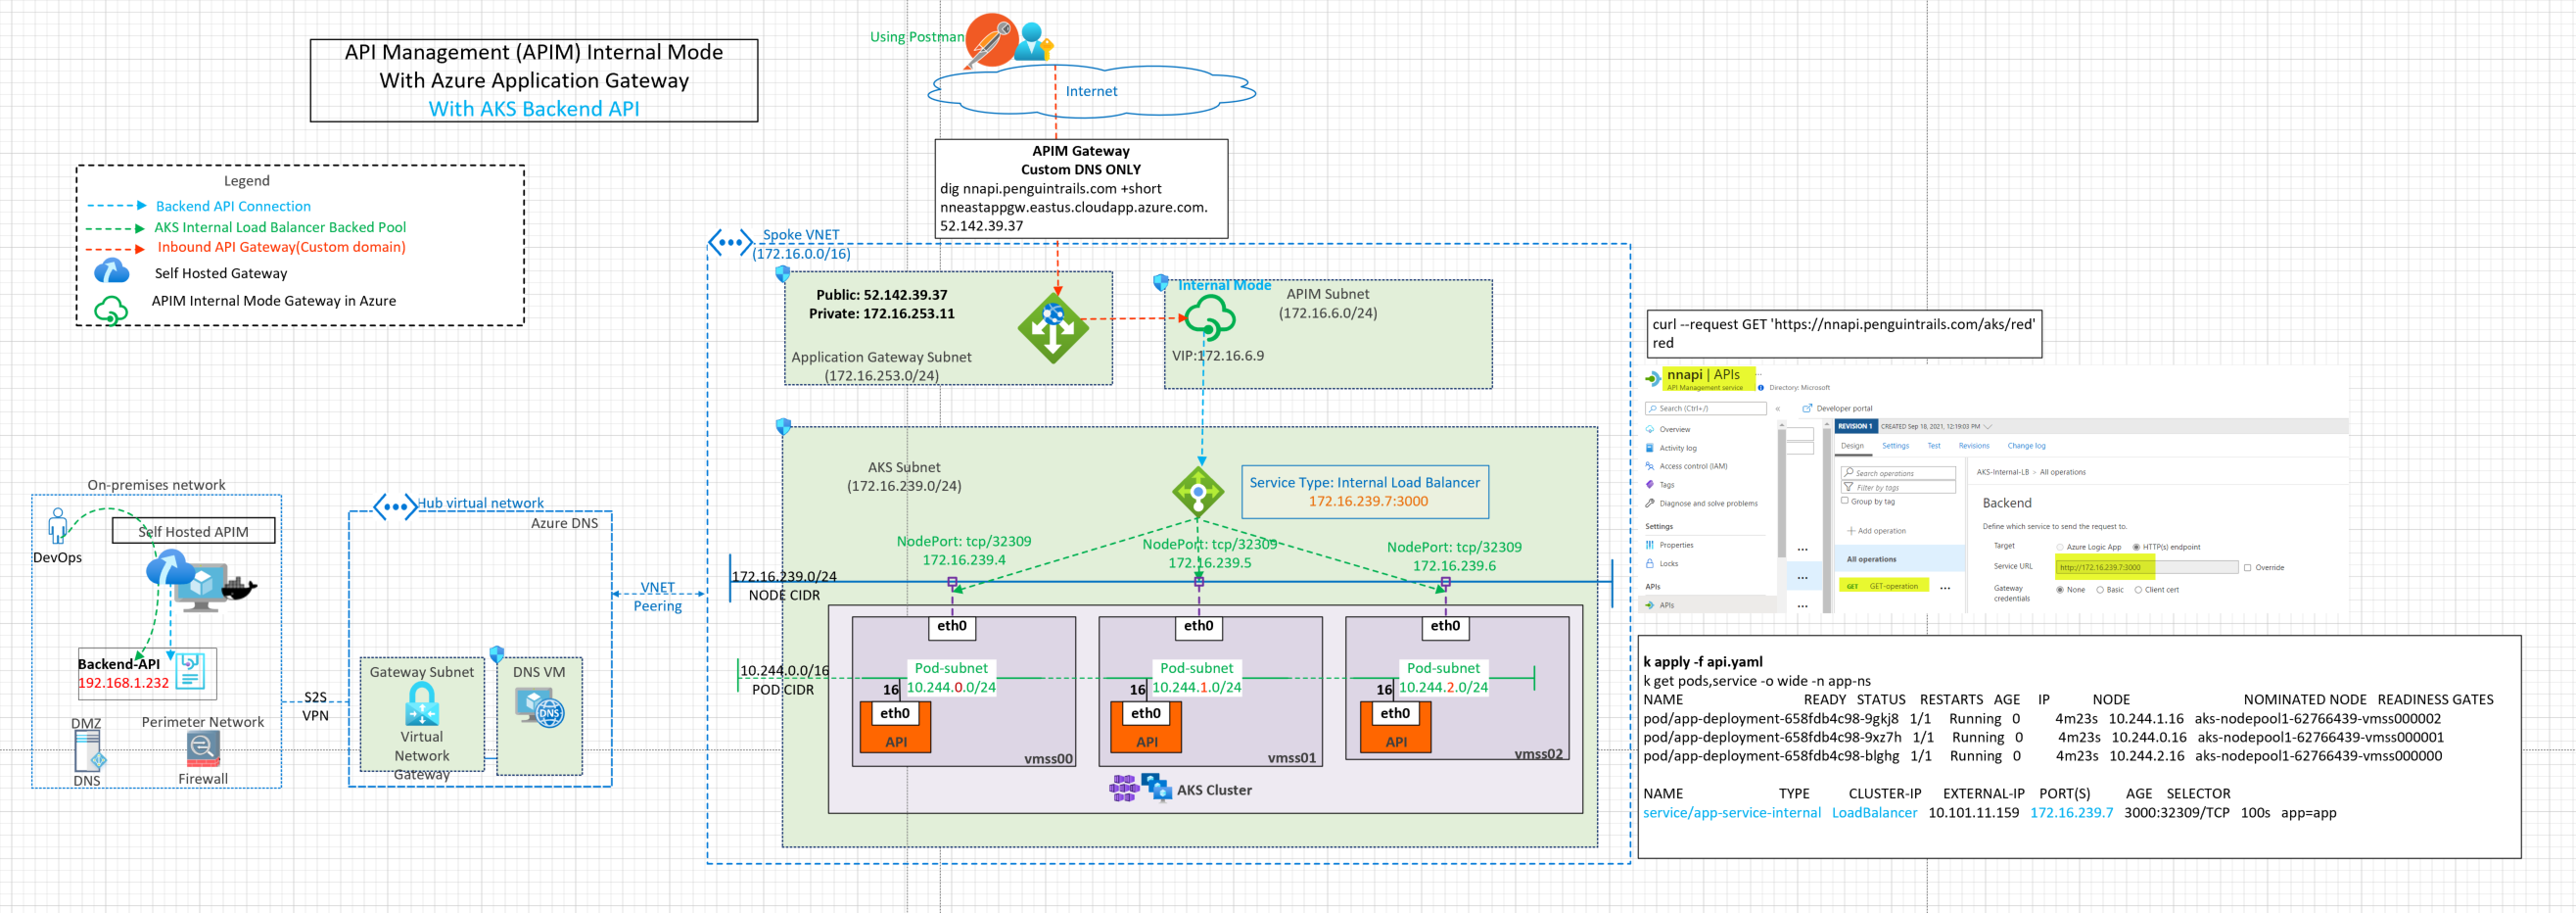 API Management (APIM) Internal Mode
With Azure Application Gateway
With AKS Backend API
Using Postman
Internet
APIM Gateway
Custom DNS ONLY
dig nnapi.penguintrails.com +short
nneastappgw.eastus.cloudapp.azure.com.
52.142.39.37
Legend
Backend API Connection
AKS Internal Load Balancer Backed Pool
Inbound API Gateway(Custom domain)
Self Hosted Gateway
APIM Internal Mode Gateway in Azure
Spoke VNET
(172.16.0.0/16)
Public: 52.142.39.37
Private: 172.16.253.11
Application Gateway Subnet
(172.16.253.0/24)
Internal Mode
APIM Subnet
(172.16.6.0/24)
VIP:172.16.6.9
AKS Subnet
(172.16.239.0/24)
Service Type: Internal Load Balancer
172.16.239.7:3000
NodePort: tcp/32309
172.16.239.4
NodePort: tcp/32309
172.16.239.5
NodePort: tcp/32309
172.16.239.6
172.16.239.0/24
NODE CIDR
eth0
eth0
eth0
10.244.0.0/16
POD CIDR
Pod-subnet
10.244.0.0/24
Pod-subnet
10.244.1.0/24
Pod-subnet
10.244.2.0/24
16
16
16
eth0
API
eth0
API
eth0
API
vmss00
vmss01
vmss02
AKS Cluster
On-premises network
DevOps
Self Hosted APIM
Backend-API
192.168.1.232
DMZ
DNS
Perimeter Network
Firewall
S2S
VPN
Hub virtual network
Azure DNS
Gateway Subnet
Virtual
Network
Gateway
DNS VM
DNS
VNET
Peering
curl --request GET 'https://nnapi.penguintrails.com/aks/red'
red
nnapi | APIs ...
API Management service
Directory: Microsoft
Search (Ctrl+/)
«
Developer portal
Overview
Activity log
Access control (IAM)
Tags
Diagnose and solve problems
Settings
Properties
Locks
APIs
APIs
REVISION 1
CREATED Sep 18, 2021, 12:19:03 PM
Design
Settings
Test
Revisions
Change log
Search operations
Filter by tags
Group by tag
+ Add operation
All operations
GET GET-operation ...
AKS-Internal-LB > All operations
Backend
Define which service to send the request to.
Target
Azure Logic App
HTTP(s) endpoint
Service URL
http://172.16.239.7:3000
Override
Gateway
credentials
None
Basic
Client cert
k apply -f api.yaml
k get pods,service -o wide -n app-ns
NAME READY STATUS RESTARTS AGE IP NODE NOMINATED NODE READINESS GATES
pod/app-deployment-658fdb4c98-9gkj8 1/1 Running 0 4m23s 10.244.1.16 aks-nodepool1-62766439-vmss000002
pod/app-deployment-658fdb4c98-9xz7h 1/1 Running 0 4m23s 10.244.0.16 aks-nodepool1-62766439-vmss000001
pod/app-deployment-658fdb4c98-blghg 1/1 Running 0 4m23s 10.244.2.16 aks-nodepool1-62766439-vmss000000
NAME TYPE CLUSTER-IP EXTERNAL-IP PORT(S) AGE SELECTOR
service/app-service-internal LoadBalancer 10.101.11.159 172.16.239.7 3000:32309/TCP 100s app=app